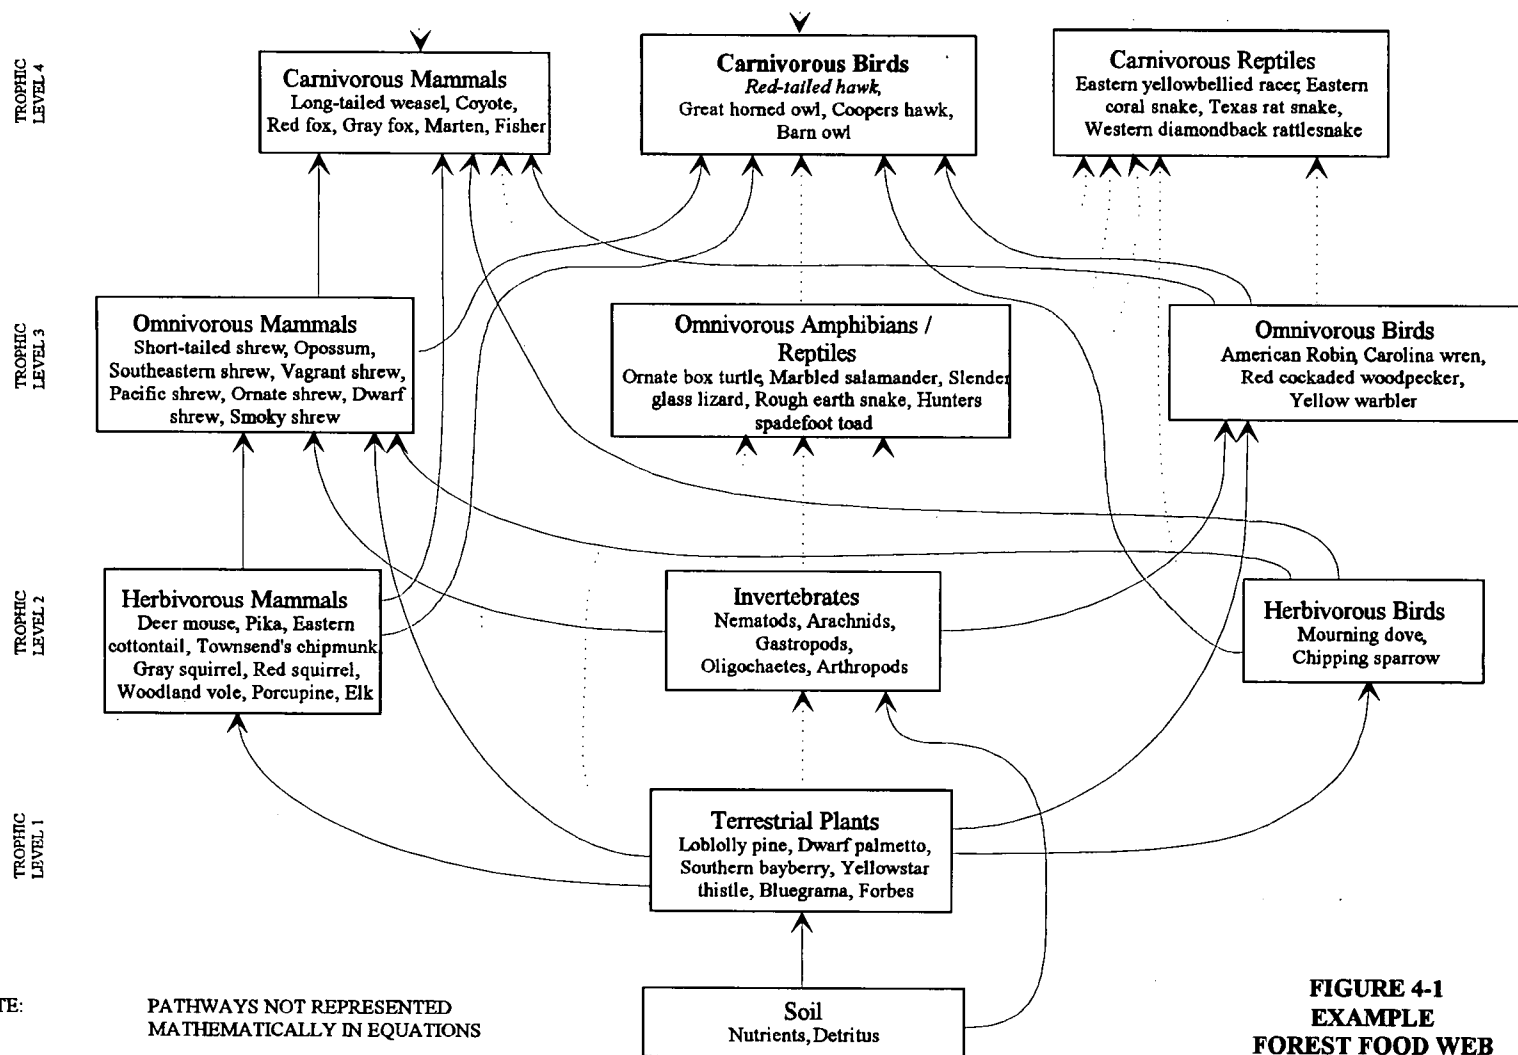 TROPHIC
LEVEL 4
Carnivorous Mammals
Long-tailed weasel, Coyote,
Red fox, Gray fox, Marten, Fisher
Carnivorous Birds
Red-tailed hawk,
Great horned owl, Coopers hawk,
Barn owl
Carnivorous Reptiles
Eastern yellowbellied racer, Eastern
coral snake, Texas rat snake,
Western diamondback rattlesnake
TROPHIC
LEVEL 3
Omnivorous Mammals
Short-tailed shrew, Opossum,
Southeastern shrew, Vagrant shrew,
Pacific shrew, Ornate shrew, Dwarf
shrew, Smoky shrew
Omnivorous Amphibians /
Reptiles
Ornate box turtle, Marbled salamander, Slender
glass lizard, Rough earth snake, Hunters
spadefoot toad
Omnivorous Birds
American Robin, Carolina wren,
Red cockaded woodpecker,
Yellow warbler
TROPHIC
LEVEL 2
Herbivorous Mammals
Deer mouse, Pika, Eastern
cottontail, Townsend's chipmunk
Gray squirrel, Red squirrel,
Woodland vole, Porcupine, Elk
Invertebrates
Nematods, Arachnids,
Gastropods,
Oligochaetes, Arthropods
Herbivorous Birds
Mourning dove,
Chipping sparrow
TROPHIC
LEVEL 1
Terrestrial Plants
Loblolly pine, Dwarf palmetto,
Southern bayberry, Yellowstar
thistle, Bluegrama, Forbes
Soil
Nutrients, Detritus
TE:
PATHWAYS NOT REPRESENTED
MATHEMATICALLY IN EQUATIONS
FIGURE 4-1
EXAMPLE
FOREST FOOD WEB